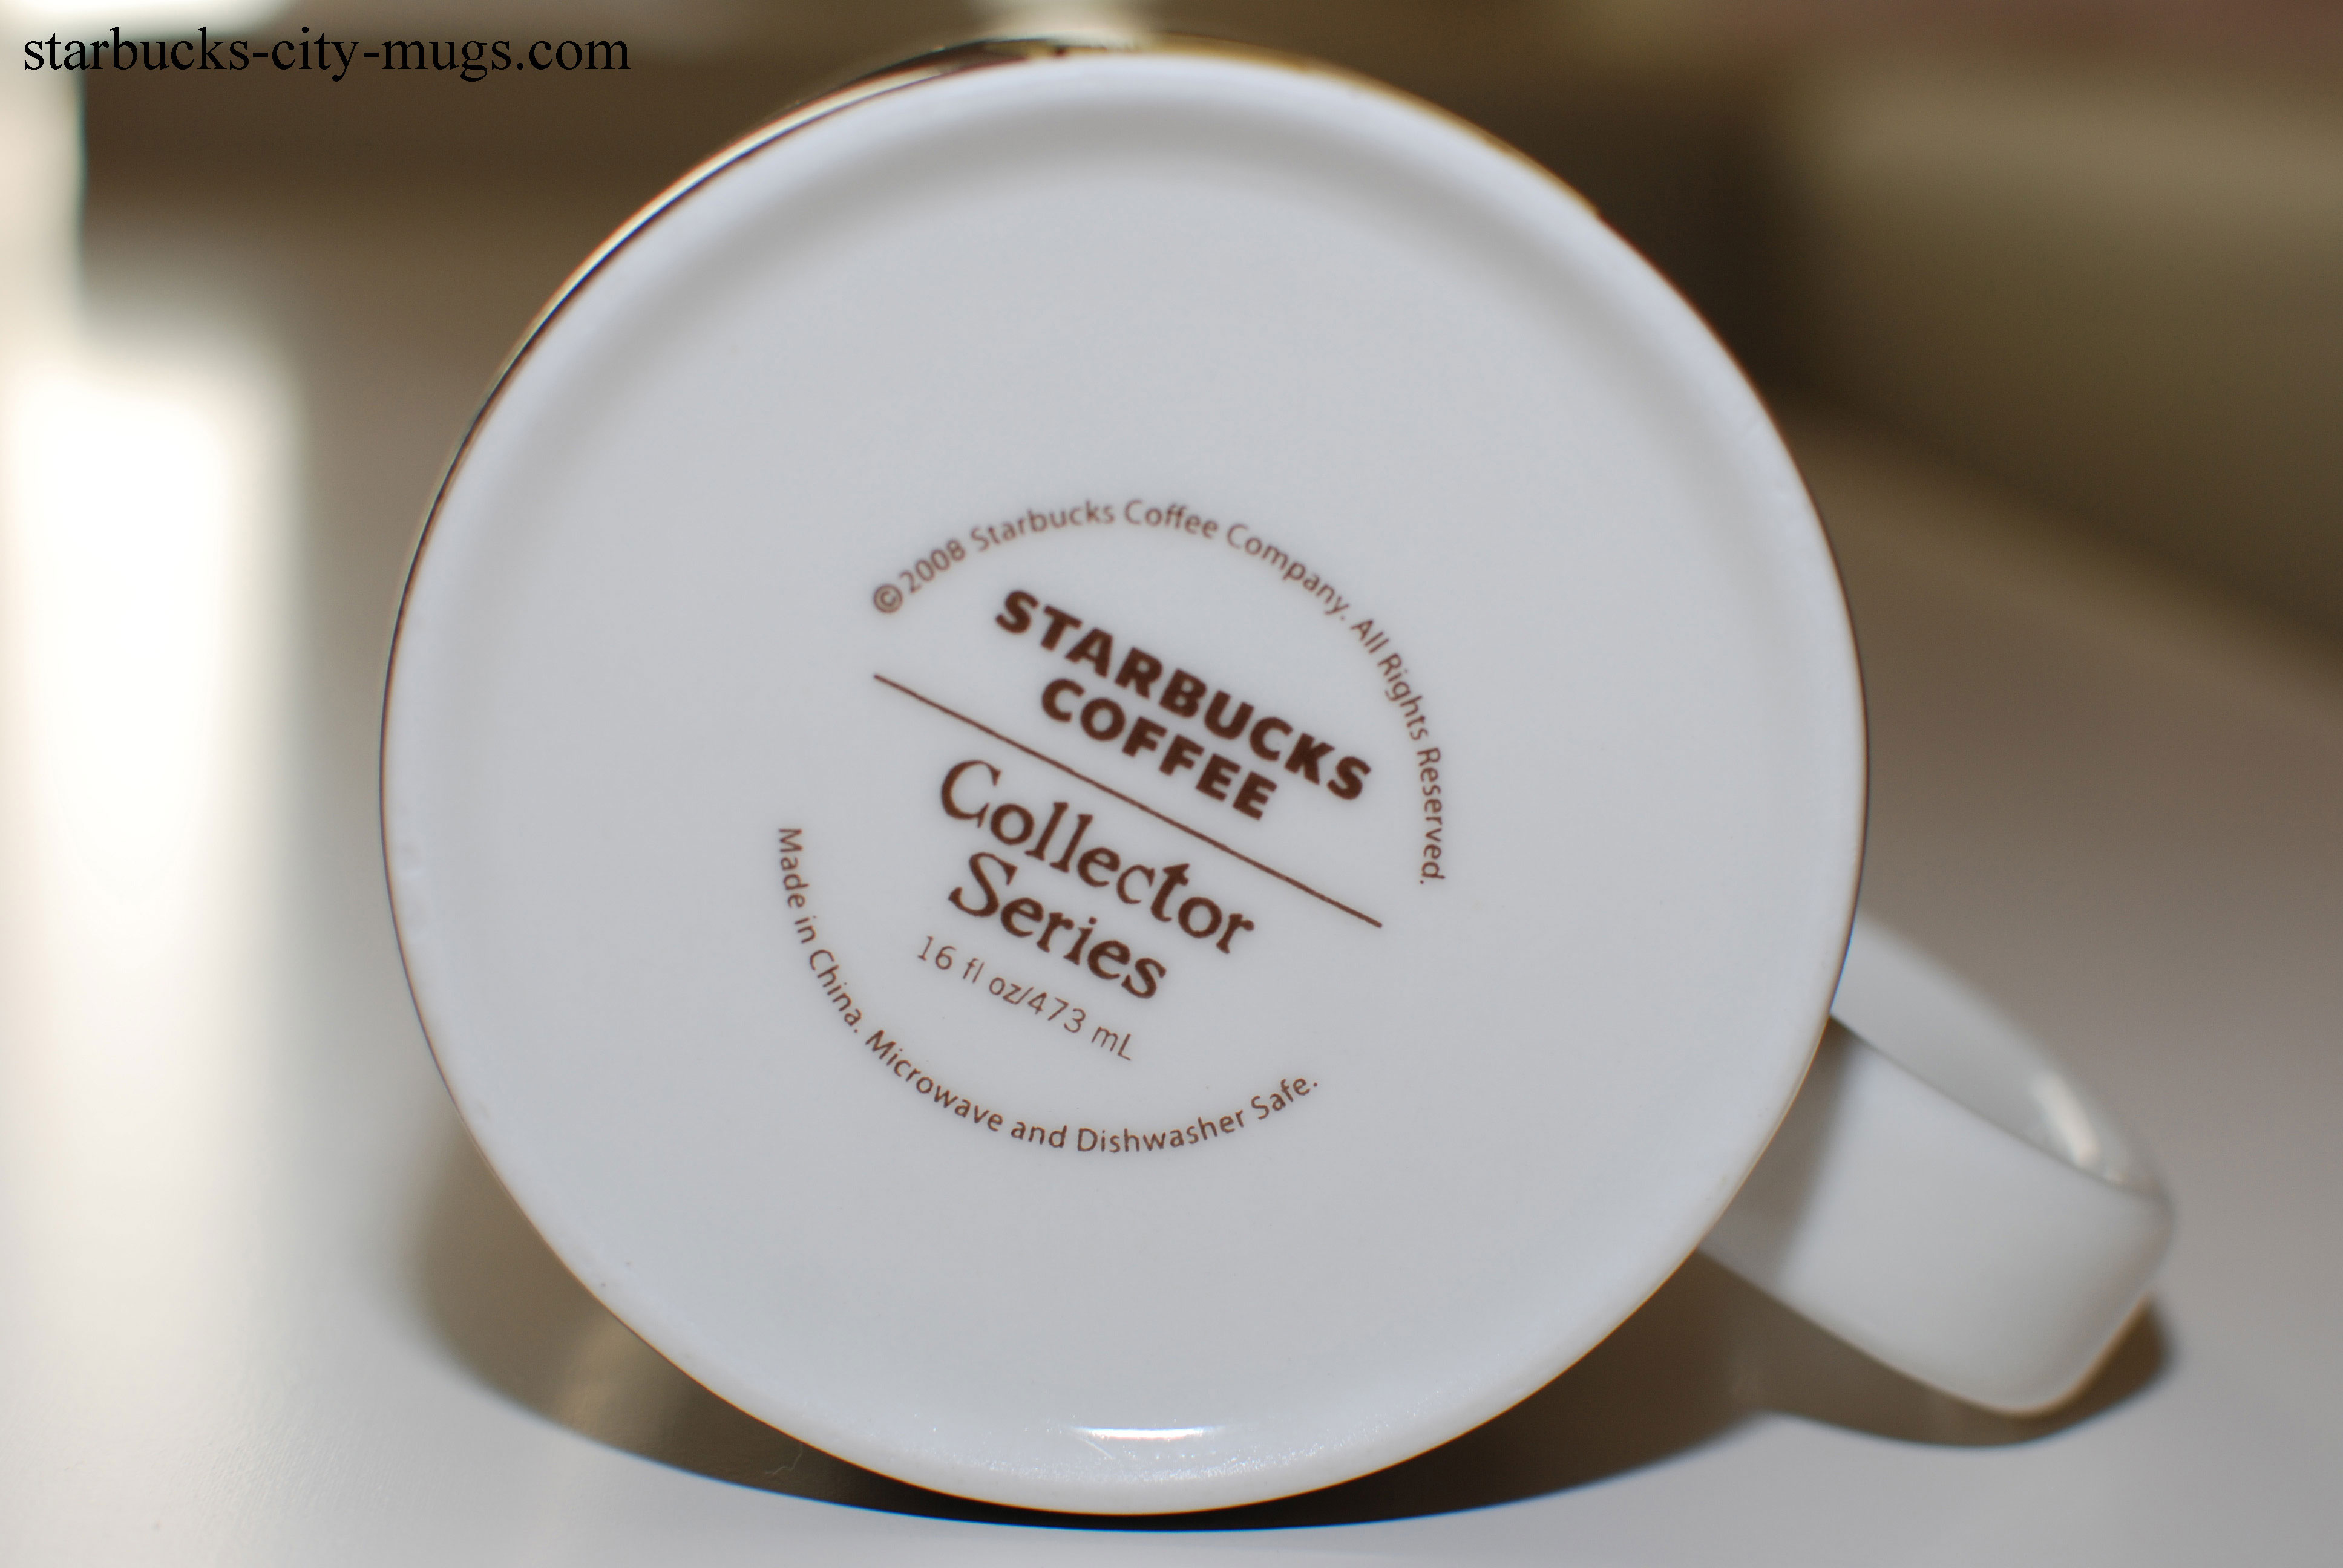 starbucks-city-mugs.com
©2008 Starbucks Coffee Company. All Rights Reserved.
STARBUCKS
COFFEE
Collector
Series
16 fl oz/473 mL
Made in China. Microwave and Dishwasher Safe.